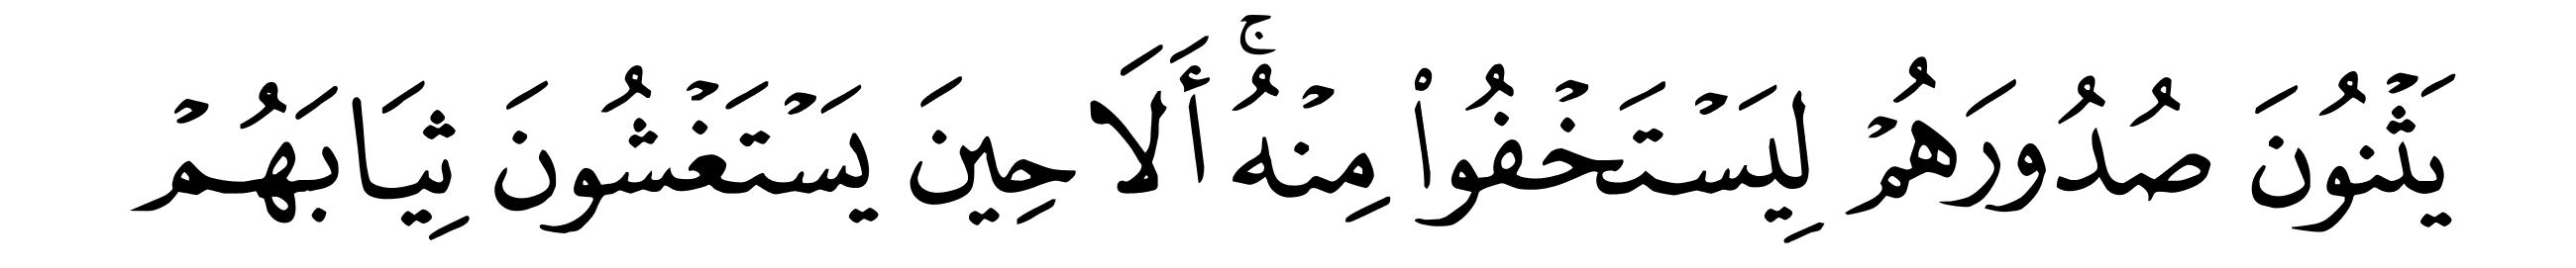 يَثْنُونَ صُدُورَهُمْ لِيَسْتَخْفُوا۟ مِنْهُ ۚ أَلَا حِينَ يَسْتَغْشُونَ ثِيَابَهُمْ